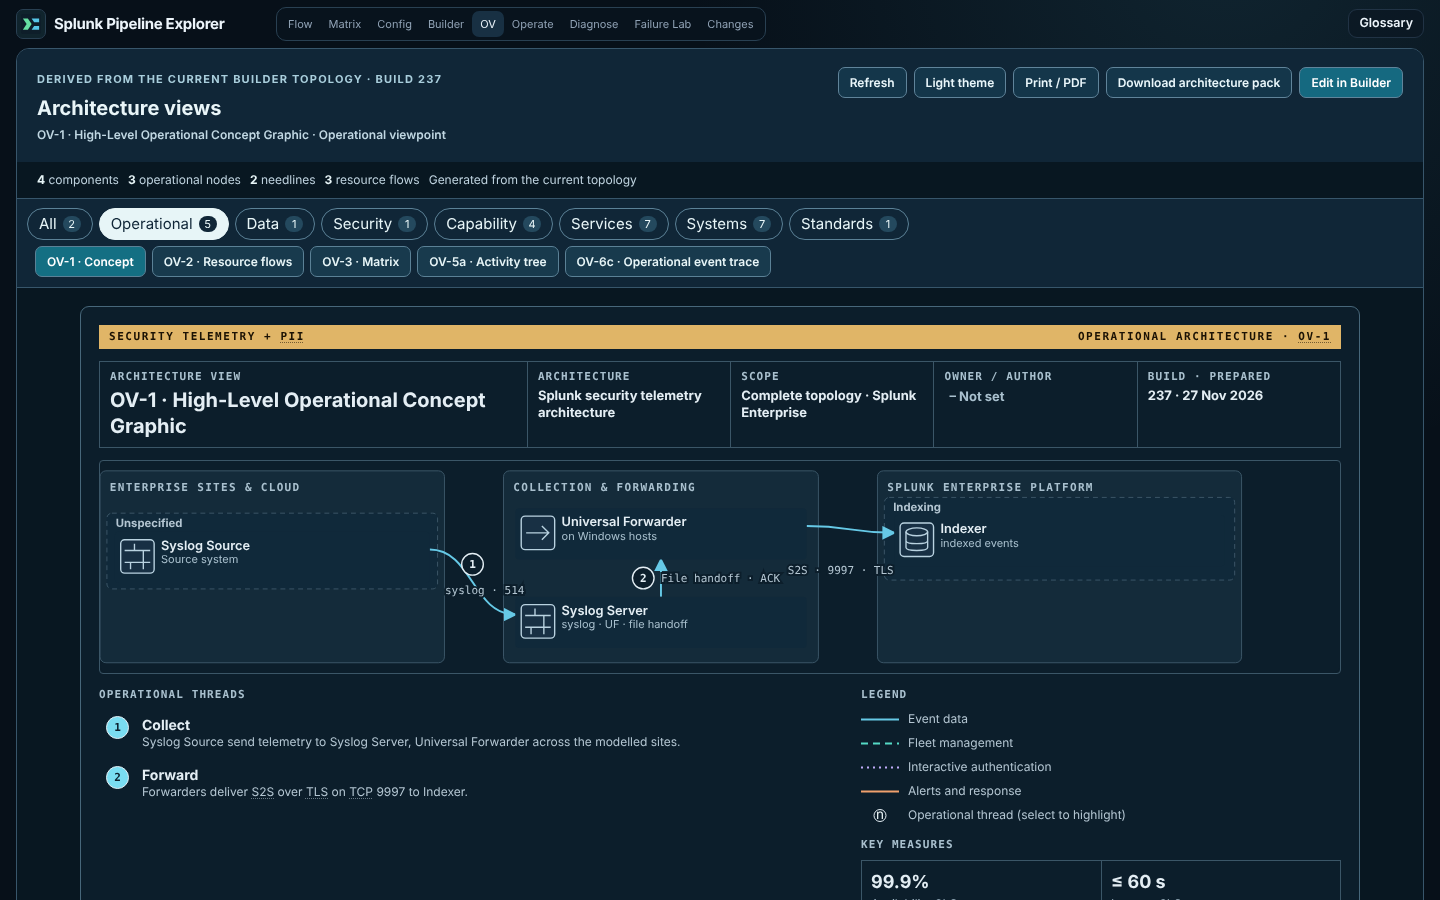 Splunk Pipeline Explorer
Flow Matrix Config Builder OV Operate Diagnose Failure Lab Changes
Glossary
DERIVED FROM THE CURRENT BUILDER TOPOLOGY · BUILD 237
Architecture views
OV-1 · High-Level Operational Concept Graphic · Operational viewpoint
Refresh Light theme Print / PDF Download architecture pack Edit in Builder
4 components 3 operational nodes 2 needlines 3 resource flows Generated from the current topology
All 2 Operational 5 Data 1 Security 1 Capability 4 Services 7 Systems 7 Standards 1
OV-1 · Concept OV-2 · Resource flows OV-3 · Matrix OV-5a · Activity tree OV-6c · Operational event trace
SECURITY TELEMETRY + PII OPERATIONAL ARCHITECTURE · OV-1
ARCHITECTURE VIEW
OV-1 · High-Level Operational Concept
Graphic
ARCHITECTURE
Splunk security telemetry
architecture
SCOPE
Complete topology · Splunk
Enterprise
OWNER / AUTHOR
– Not set
BUILD · PREPARED
237 · 27 Nov 2026
ENTERPRISE SITES & CLOUD
Unspecified
Syslog Source
Source system
1
syslog · 514
COLLECTION & FORWARDING
Universal Forwarder
on Windows hosts
2 File handoff · ACK
Syslog Server
syslog · UF · file handoff
S2S · 9997 · TLS
SPLUNK ENTERPRISE PLATFORM
Indexing
Indexer
indexed events
OPERATIONAL THREADS
1 Collect
Syslog Source send telemetry to Syslog Server, Universal Forwarder across the modelled sites.
2 Forward
Forwarders deliver S2S over TLS on TCP 9997 to Indexer.
LEGEND
Event data
Fleet management
Interactive authentication
Alerts and response
ⓝ Operational thread (select to highlight)
KEY MEASURES
99.9%
≤ 60 s